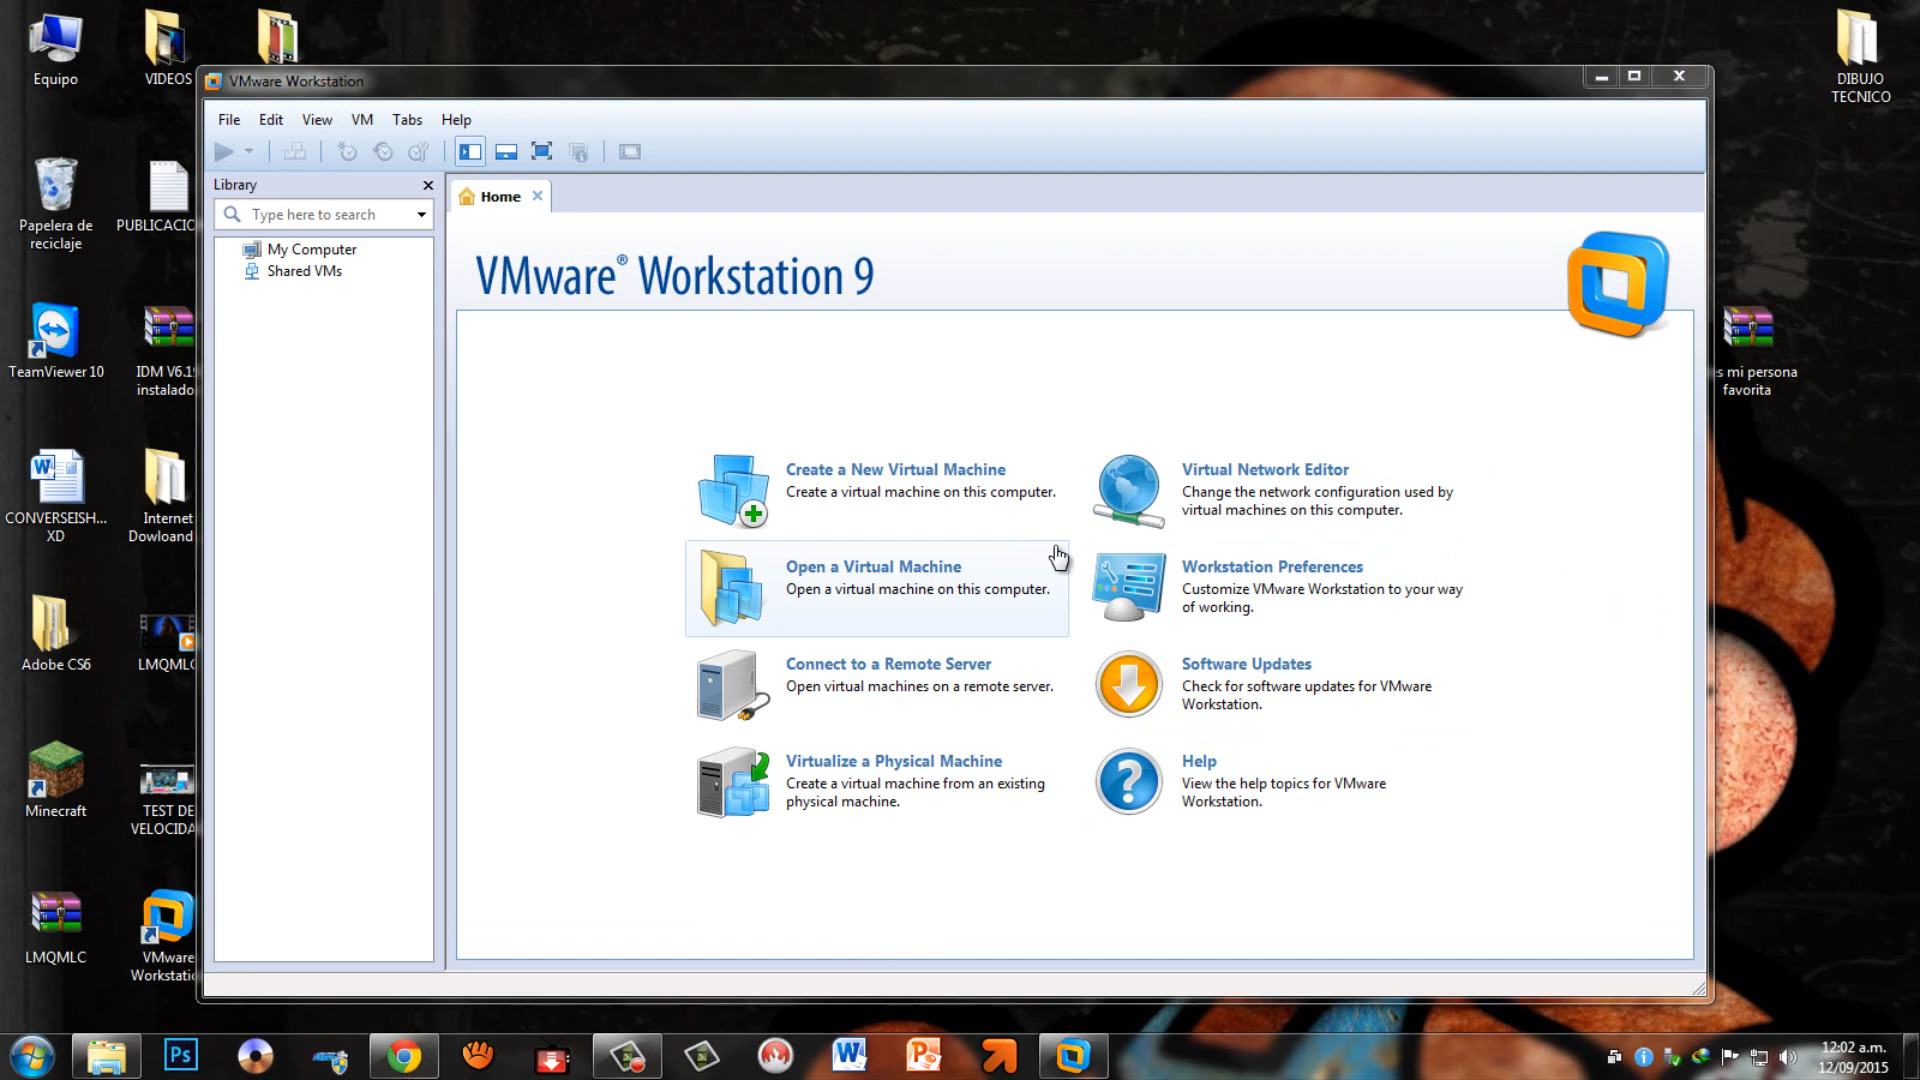 Equipo
VIDEOS
DIBUJO
TECNICO
VMware Workstation
File Edit View VM Tabs Help
Library
Type here to search
My Computer
Shared VMs
Home
VMware® Workstation 9
Create a New Virtual Machine
Create a virtual machine on this computer.
Virtual Network Editor
Change the network configuration used by
virtual machines on this computer.
Open a Virtual Machine
Open a virtual machine on this computer.
Workstation Preferences
Customize VMware Workstation to your way
of working.
Connect to a Remote Server
Open virtual machines on a remote server.
Software Updates
Check for software updates for VMware
Workstation.
Virtualize a Physical Machine
Create a virtual machine from an existing
physical machine.
Help
View the help topics for VMware
Workstation.
Papelera de
reciclaje
PUBLICACIO
TeamViewer 10
IDM V6.19
instalado
s mi persona
favorita
CONVERSEISH...
XD
Internet
Dowloand
Adobe CS6
LMQMLC
Minecraft
TEST DE
VELOCIDA
LMQMLC
VMware
Workstatio
Ps
12:02 a.m.
12/09/2015